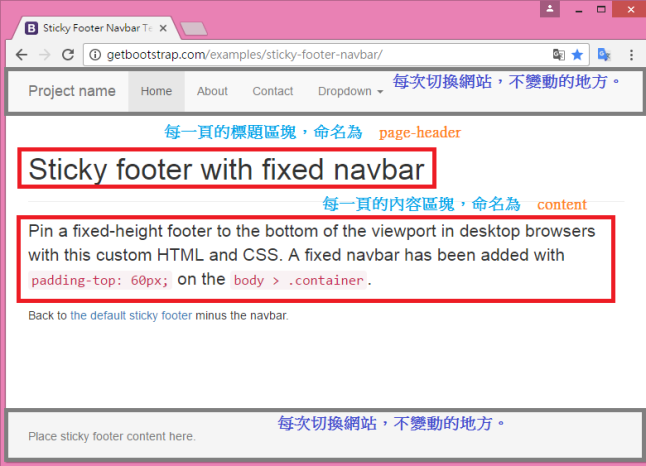 Sticky Footer Navbar Te
getbootstrap.com/examples/sticky-footer-navbar/
Project name Home About Contact Dropdown
每次切換網站，不變動的地方。
每一頁的標題區塊，命名為 page-header
Sticky footer with fixed navbar
每一頁的內容區塊，命名為 content
Pin a fixed-height footer to the bottom of the viewport in desktop browsers
with this custom HTML and CSS. A fixed navbar has been added with
padding-top: 60px; on the body > .container.
Back to the default sticky footer minus the navbar.
每次切換網站，不變動的地方。
Place sticky footer content here.